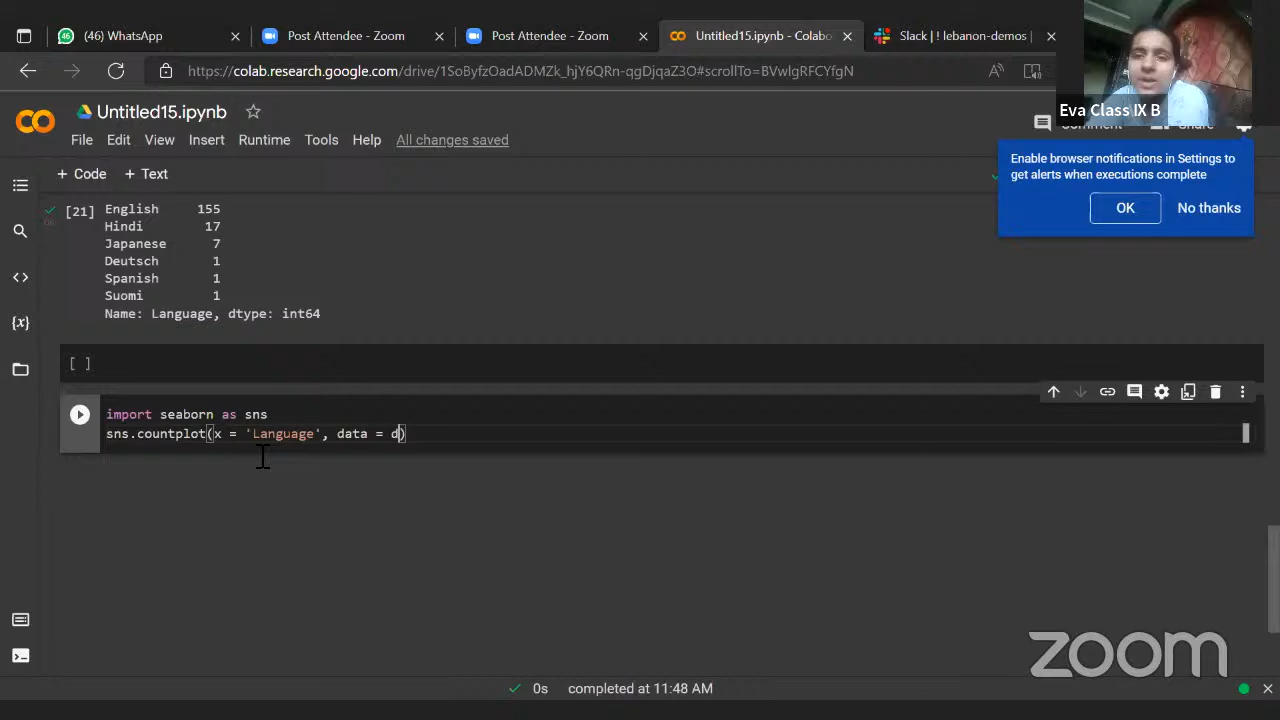 (46) WhatsApp
Post Attendee - Zoom
Post Attendee - Zoom
Untitled15.ipynb - Colabo
Slack | ! lebanon-demos |
https://colab.research.google.com/drive/1SoByfzOadADMZk_hjY6QRn-qgDjqaZ3O#scrollTo=BVwlgRFCYfgN
Eva Class IX B
Untitled15.ipynb
Comment
Share
File Edit View Insert Runtime Tools Help All changes saved
+ Code + Text
Enable browser notifications in Settings to
get alerts when executions complete
OK No thanks
[21] English 155
Hindi 17
Japanese 7
Deutsch 1
Spanish 1
Suomi 1
Name: Language, dtype: int64
[ ]
import seaborn as sns
sns.countplot(x = 'Language', data = d)
zoom
0s completed at 11:48 AM